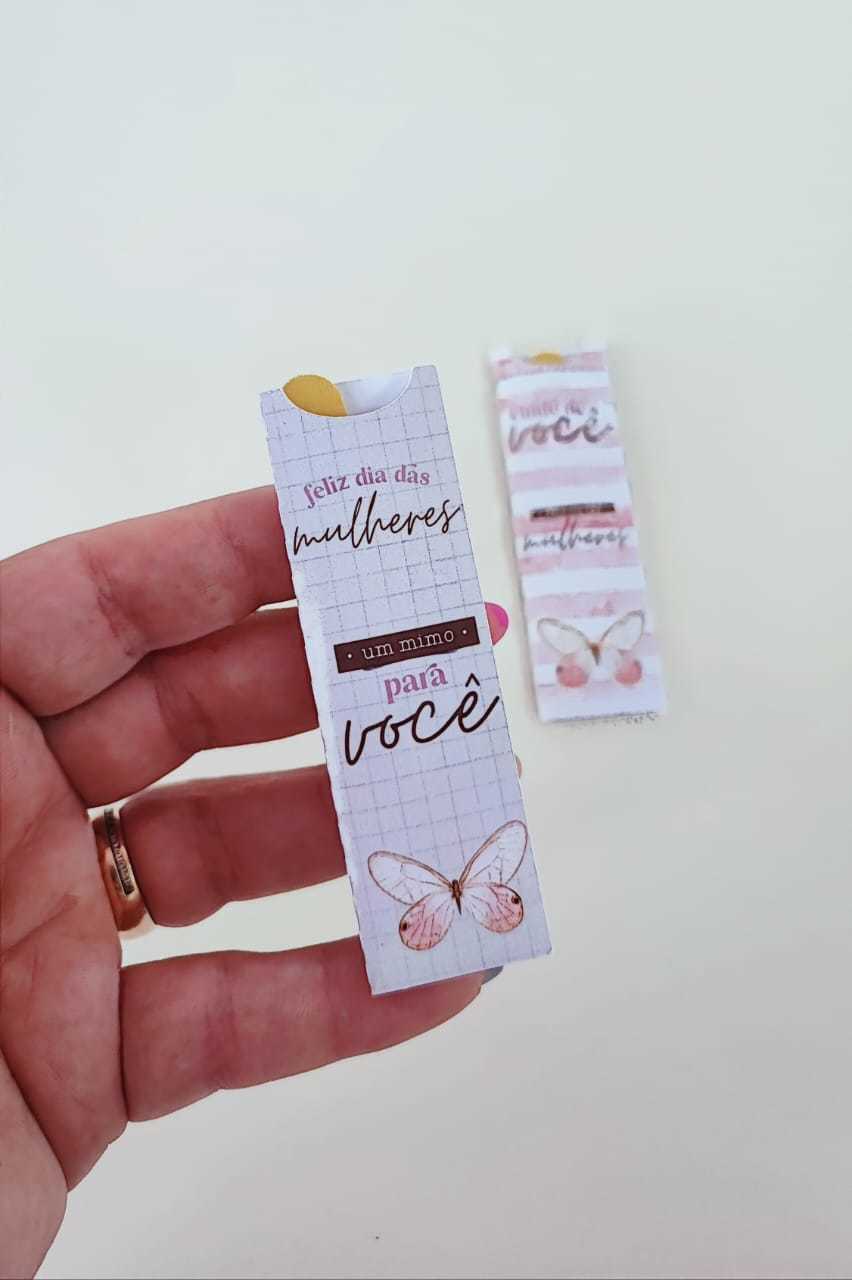 feliz dia das
mulheres
· um mimo ·
para
você
você
mulheres